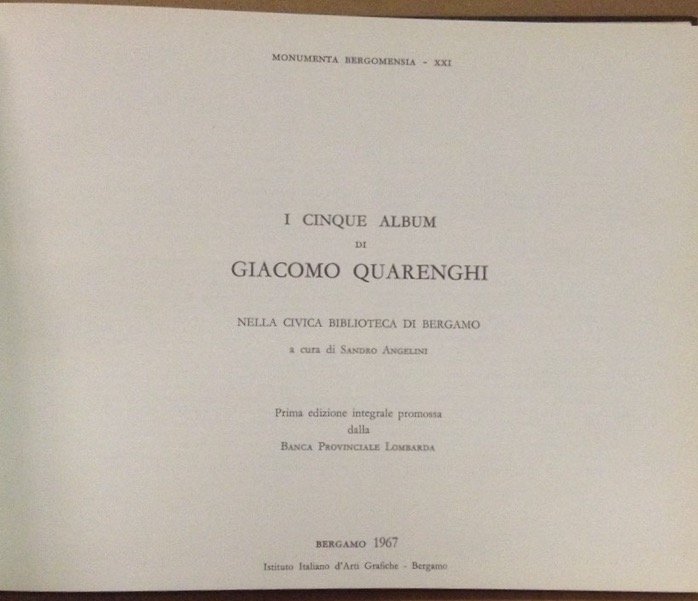 MONUMENTA BERGOMENSIA - XXI
I CINQUE ALBUM
DI
GIACOMO QUARENGHI
NELLA CIVICA BIBLIOTECA DI BERGAMO
a cura di SANDRO ANGELINI
Prima edizione integrale promossa
dalla
BANCA PROVINCIALE LOMBARDA
BERGAMO 1967
Istituto Italiano d'Arti Grafiche - Bergamo